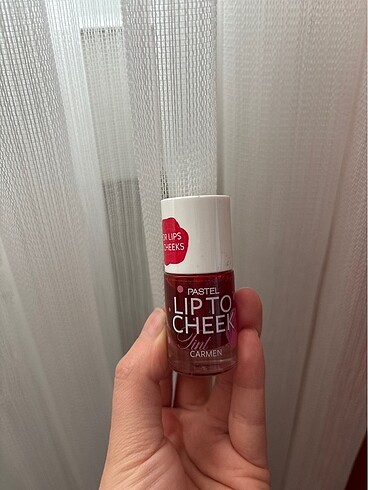 LIPS
CHEEKS
PASTEL
LIP TO
CHEEK
Tint
CARMEN